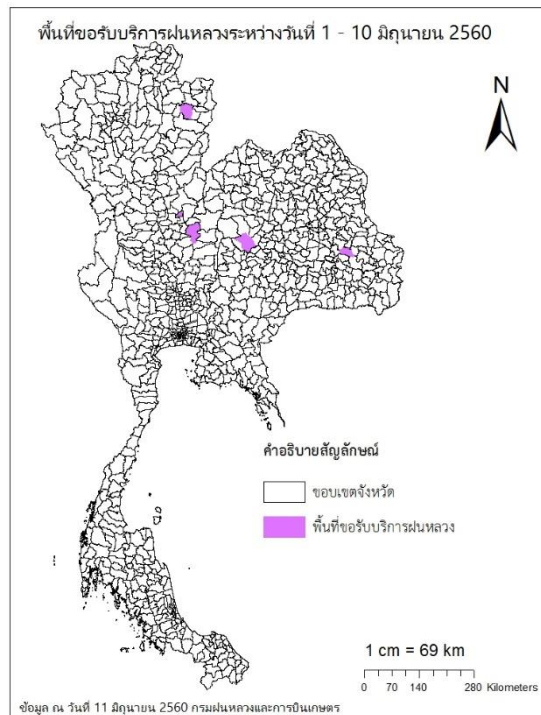 พื้นที่ขอรับบริการฝนหลวงระหว่างวันที่ 1 - 10 มิถุนายน 2560
N
คำอธิบายสัญลักษณ์
ขอบเขตจังหวัด
พื้นที่ขอรับบริการฝนหลวง
1 cm = 69 km
0 70 140 280 Kilometers
ข้อมูล ณ วันที่ 11 มิถุนายน 2560 กรมฝนหลวงและการบินเกษตร